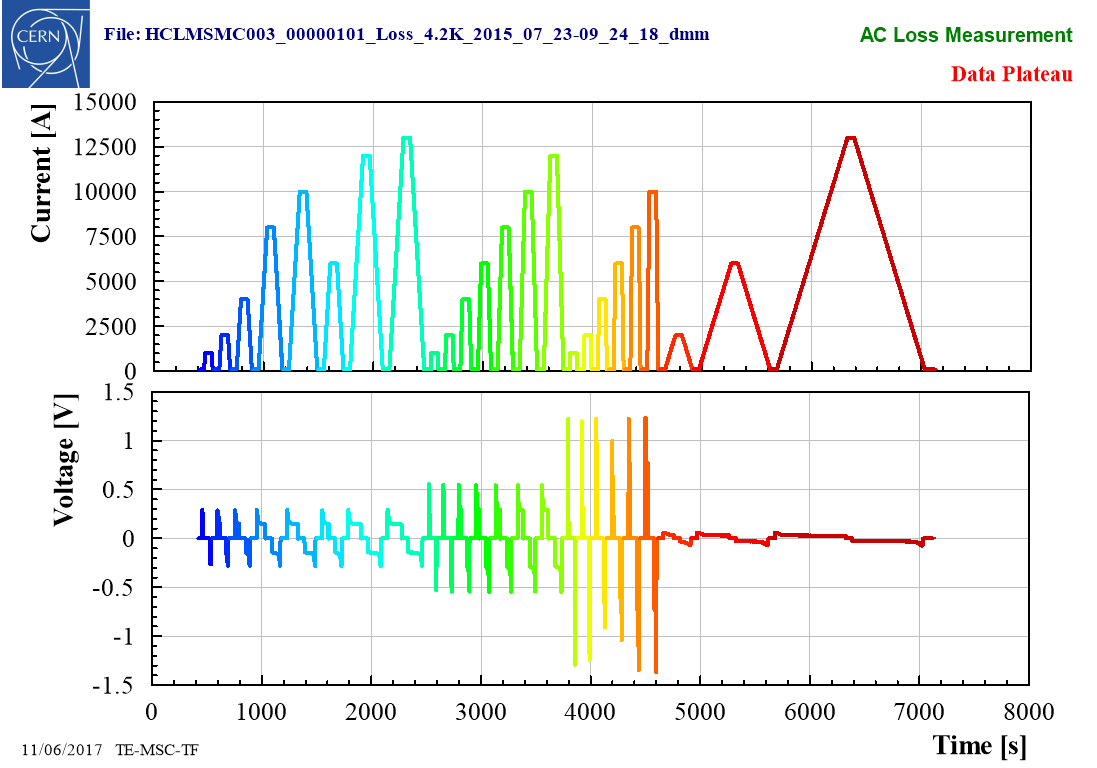 CERN
File: HCLMSMC003_00000101_Loss_4.2K_2015_07_23-09_24_18_dmm
AC Loss Measurement
Data Plateau
Current [A]
15000
12500
10000
7500
5000
2500
0
Voltage [V]
1.5
1
0.5
0
-0.5
-1
-1.5
0 1000 2000 3000 4000 5000 6000 7000 8000
Time [s]
11/06/2017 TE-MSC-TF